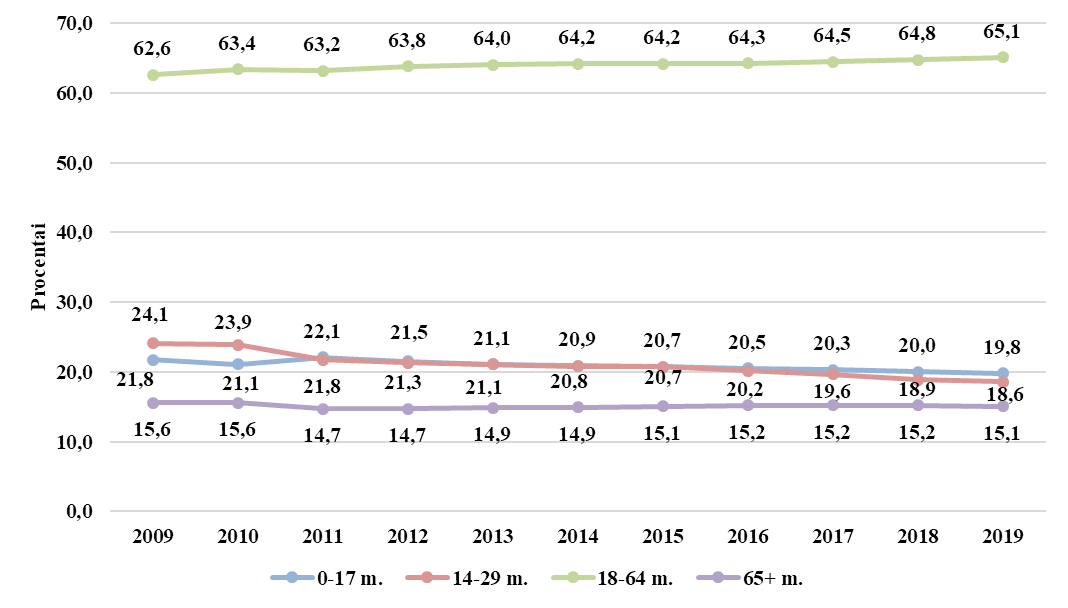 70,0
62,6 63,4 63,2 63,8 64,0 64,2 64,2 64,3 64,5 64,8 65,1
60,0
50,0
40,0
Procentai
30,0
24,1 23,9 22,1 21,5 21,1 20,9 20,7 20,5 20,3 20,0 19,8
20,0
21,8 21,1 21,8 21,3 21,1 20,8 20,7 20,2 19,6 18,9 18,6
15,6 15,6 14,7 14,7 14,9 14,9 15,1 15,2 15,2 15,2 15,1
10,0
0,0
2009 2010 2011 2012 2013 2014 2015 2016 2017 2018 2019
0-17 m. 14-29 m. 18-64 m. 65+ m.